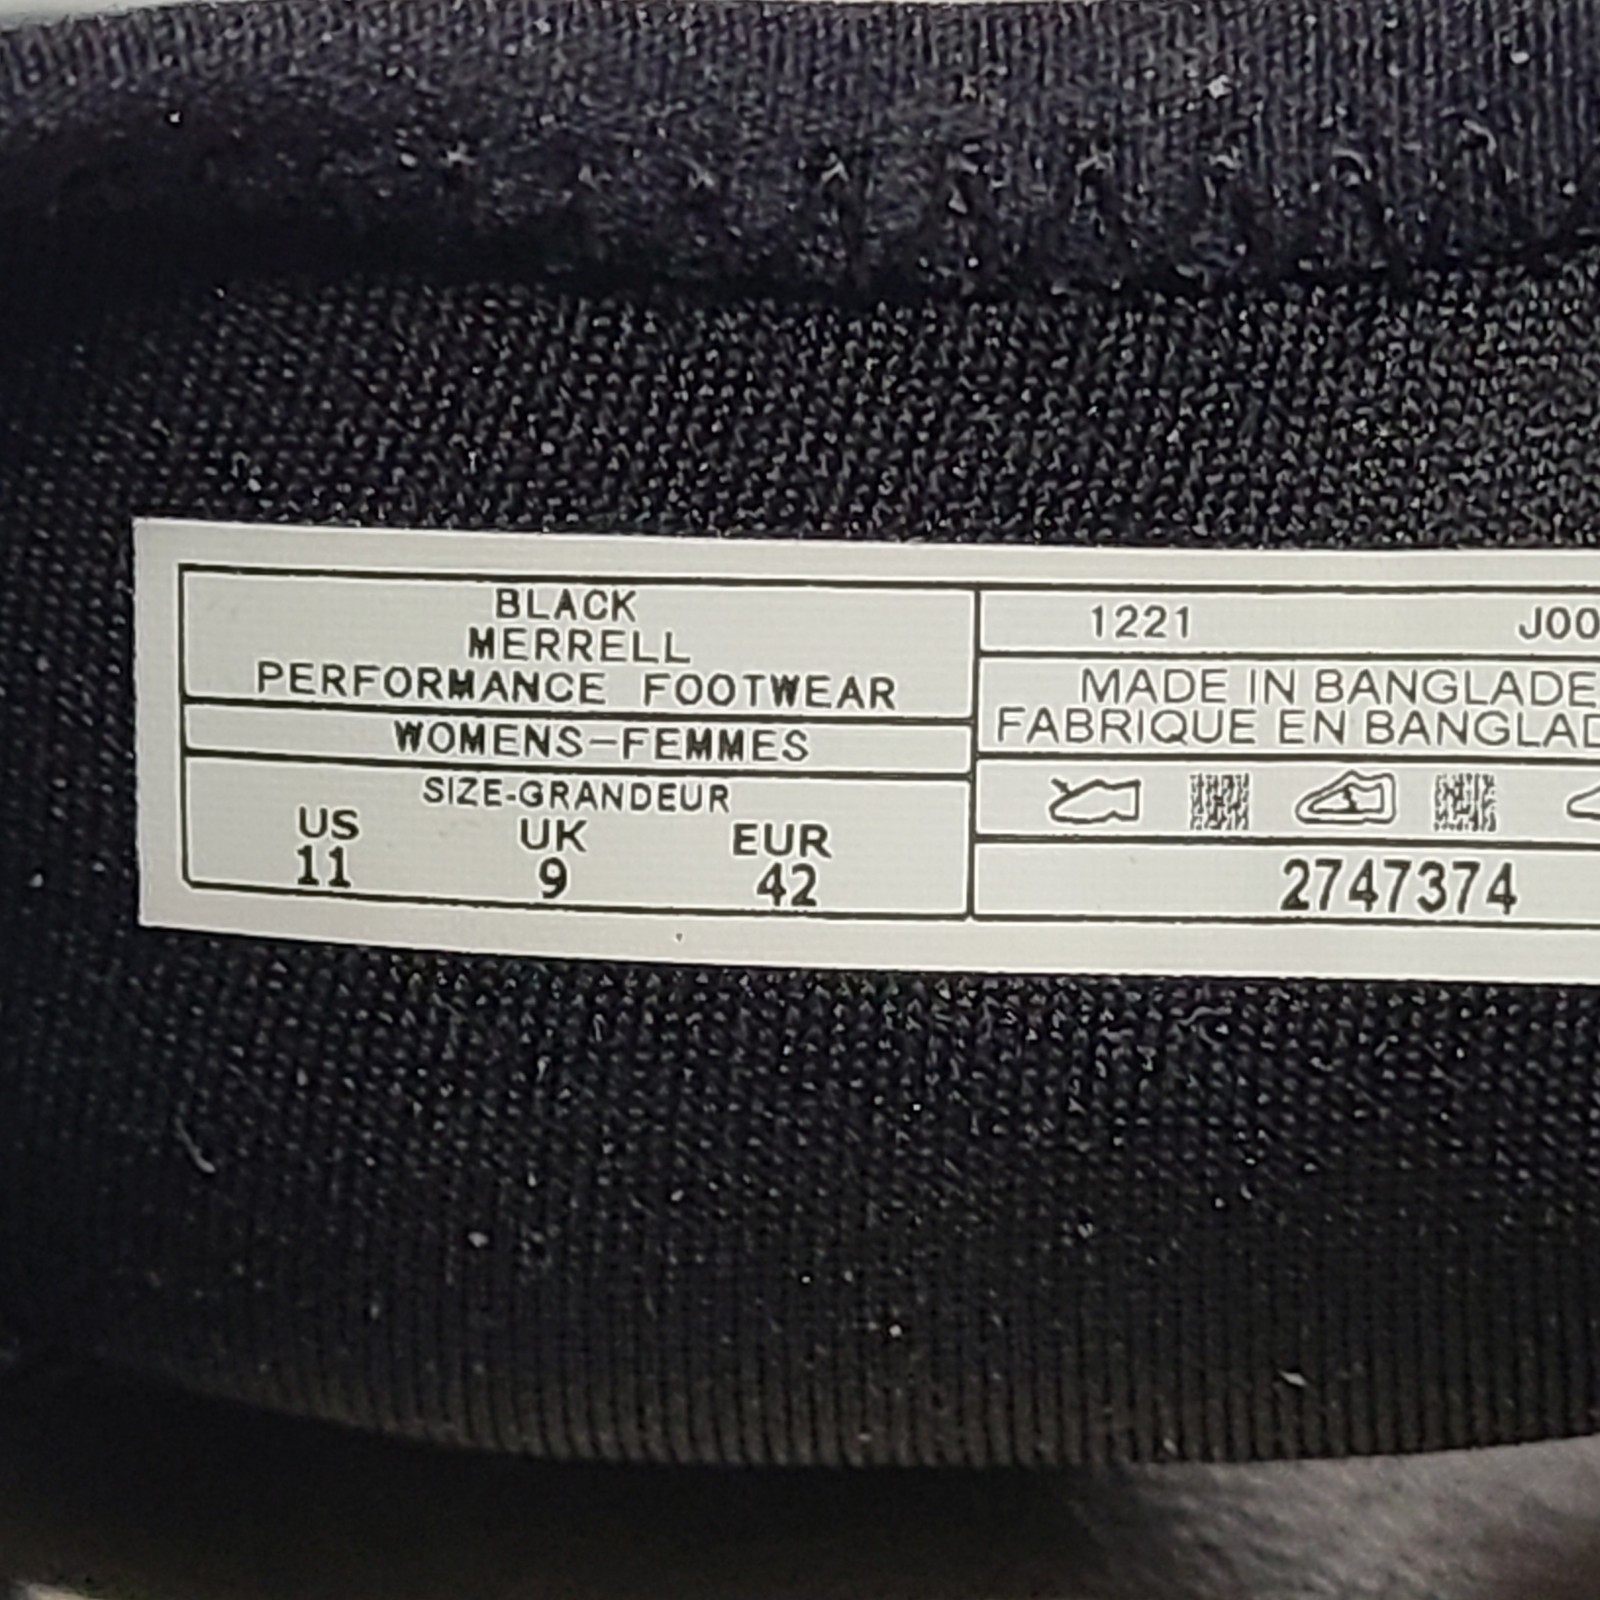 BLACK
MERRELL
PERFORMANCE FOOTWEAR
WOMENS-FEMMES
SIZE-GRANDEUR
US UK EUR
11 9 42
1221 J00
MADE IN BANGLADE
FABRIQUE EN BANGLAD
2747374